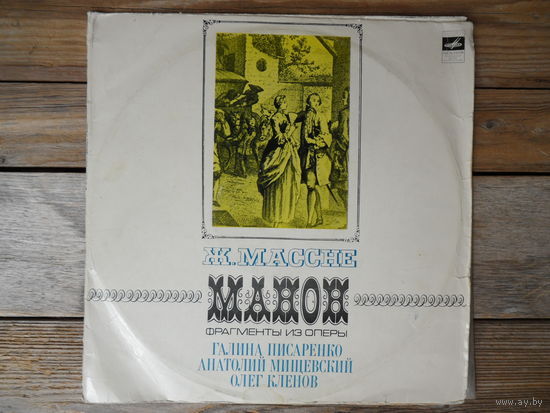 Ж. МАССНЕ
МАНОН
ФРАГМЕНТЫ ИЗ ОПЕРЫ
ГАЛИНА ПИСАРЕНКО
АНАТОЛИЙ МИЩЕВСКИЙ
ОЛЕГ КЛЕНОВ
www.ay.by